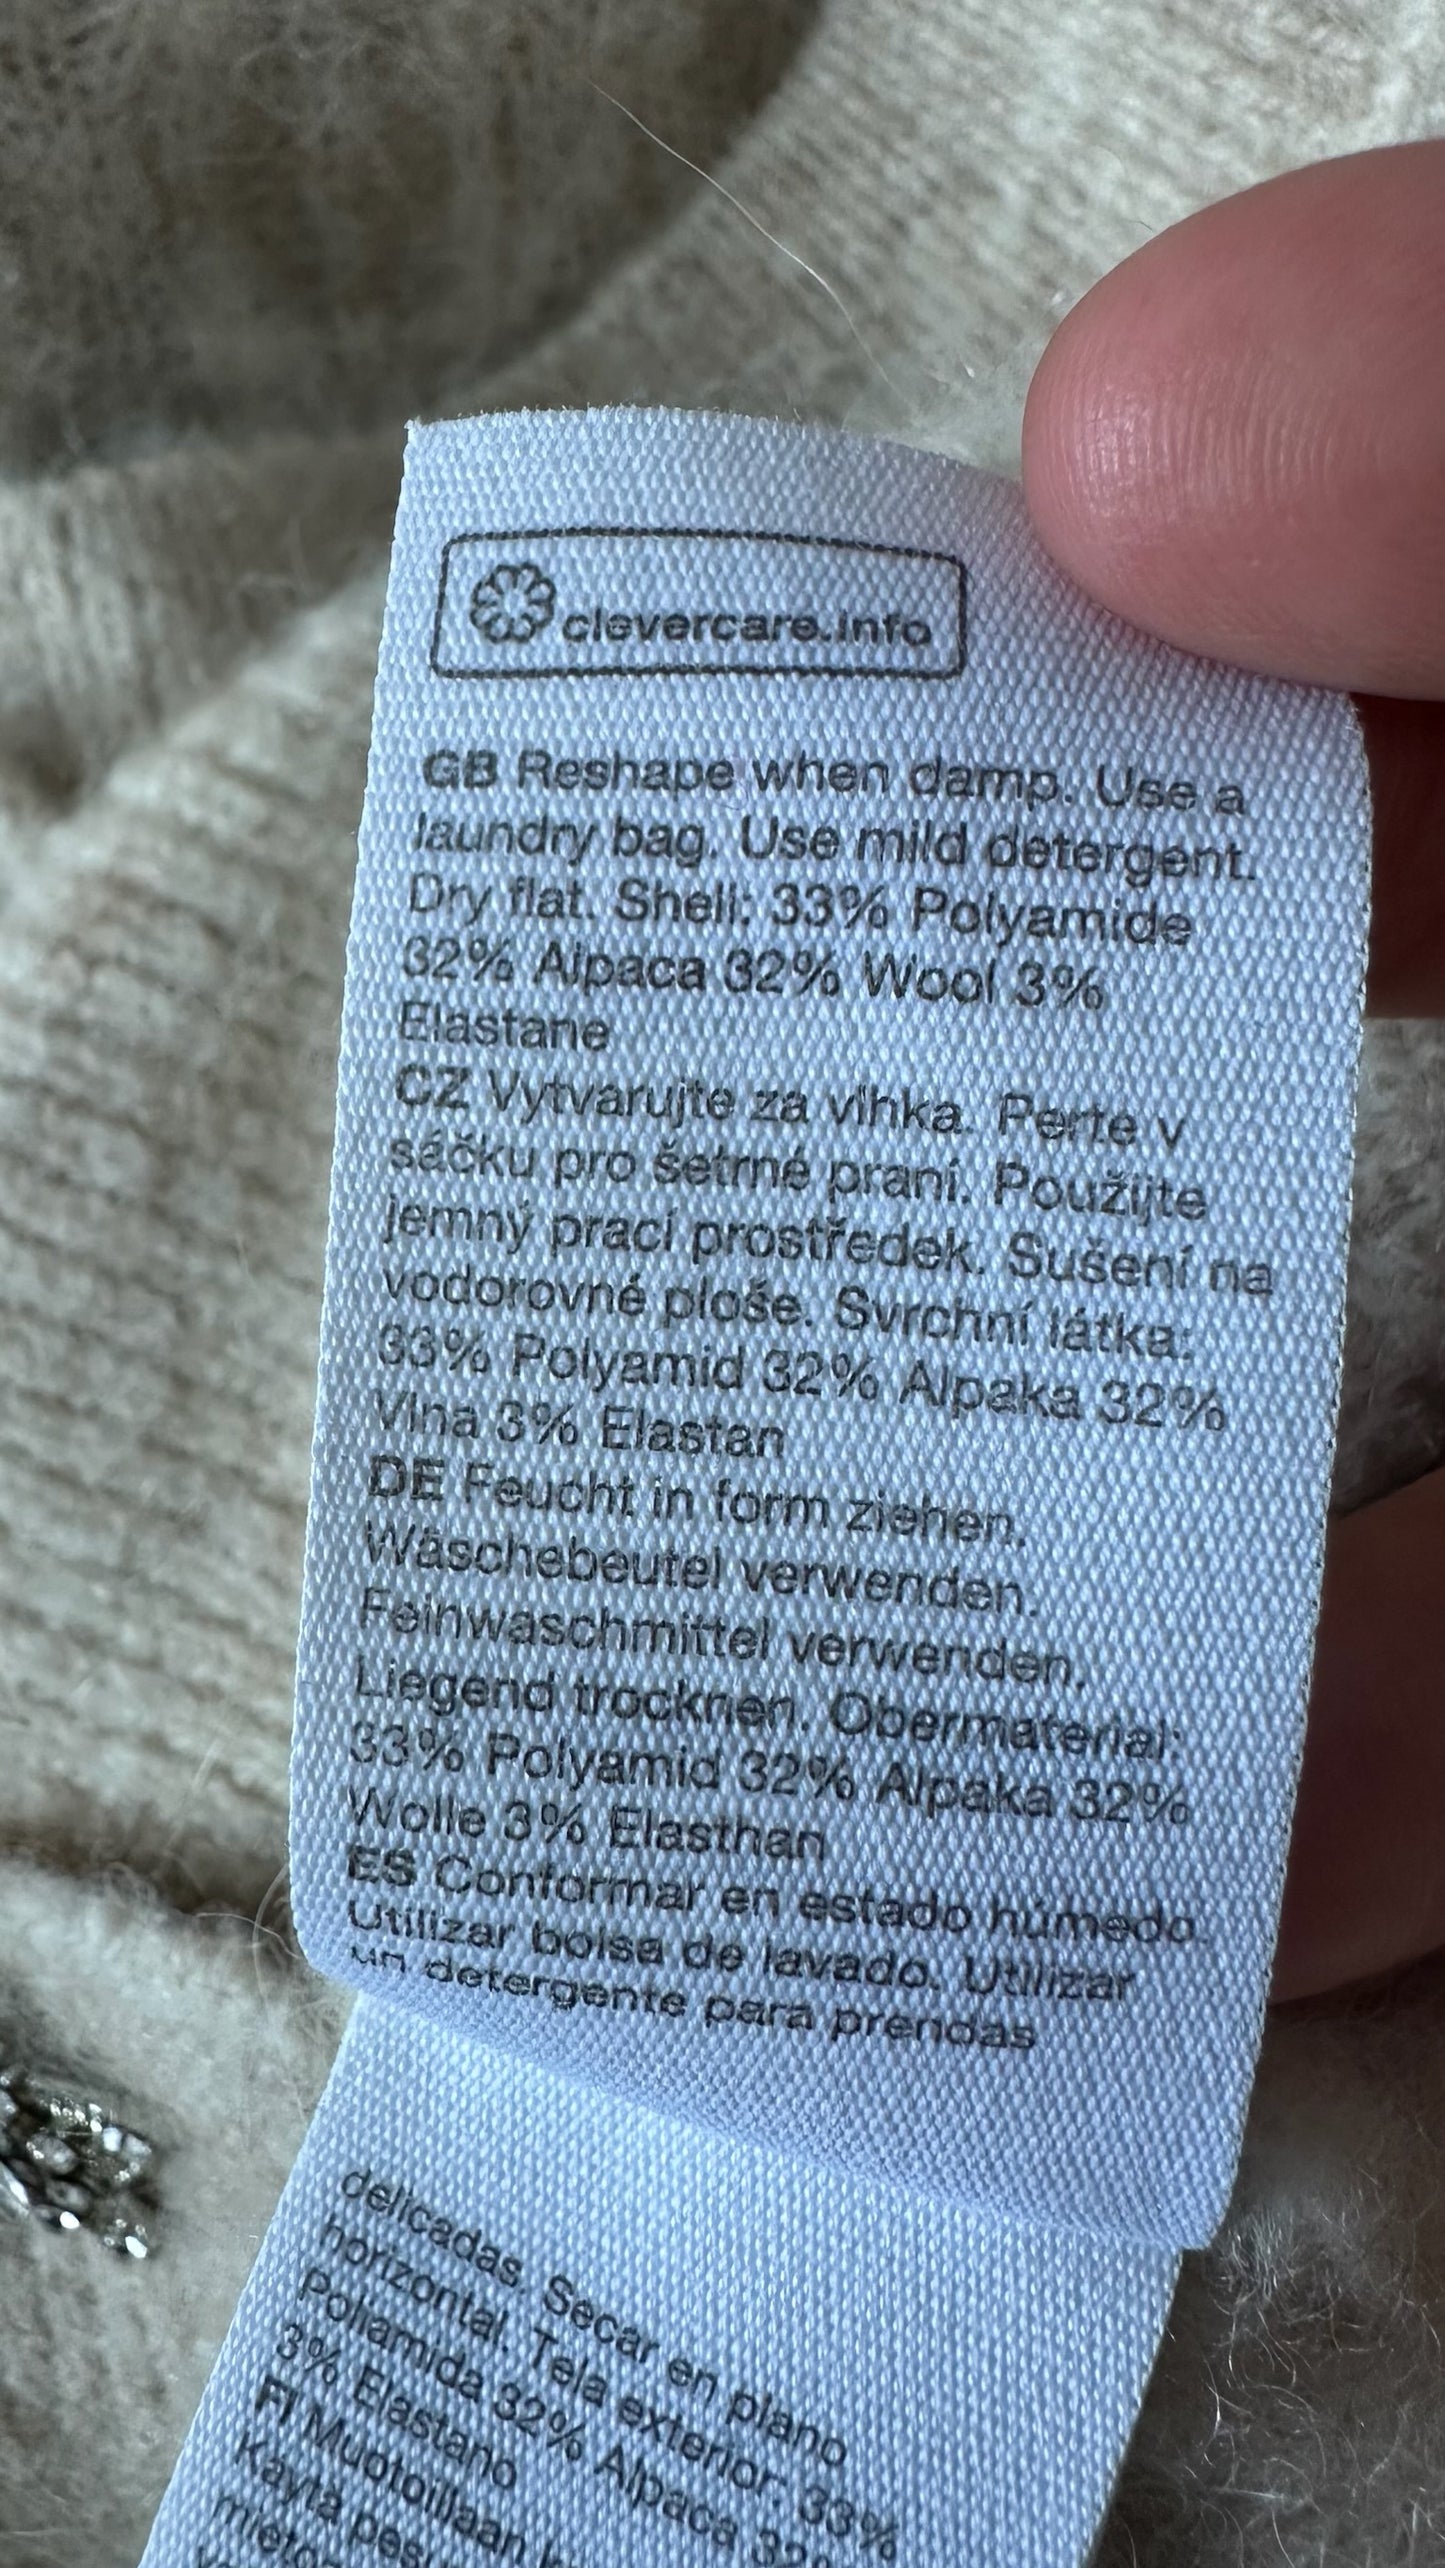 clevercare.info
GB Reshape when damp. Use a
laundry bag. Use mild detergent.
Dry flat. Shell: 33% Polyamide
32% Alpaca 32% Wool 3%
Elastane
CZ Vytvarujte za vlhka. Perte v
sáčku pro šetrné praní. Použijte
jemný prací prostředek. Sušení na
vodorovné ploše. Svrchní látka:
33% Polyamid 32% Alpaka 32%
Vlna 3% Elastan
DE Feucht in form ziehen.
Wäschebeutel verwenden.
Feinwaschmittel verwenden.
Liegend trocknen. Obermaterial:
33% Polyamid 32% Alpaka 32%
Wolle 3% Elasthan
ES Conformar en estado húmedo
Utilizar bolsa de lavado. Utilizar
un detergente para prendas
delicadas. Secar en plano
horizontal. Tela exterior: 33%
Poliamida 32% Alpaca 32%
3% Elastano
FI Muotoillaan
Käytä